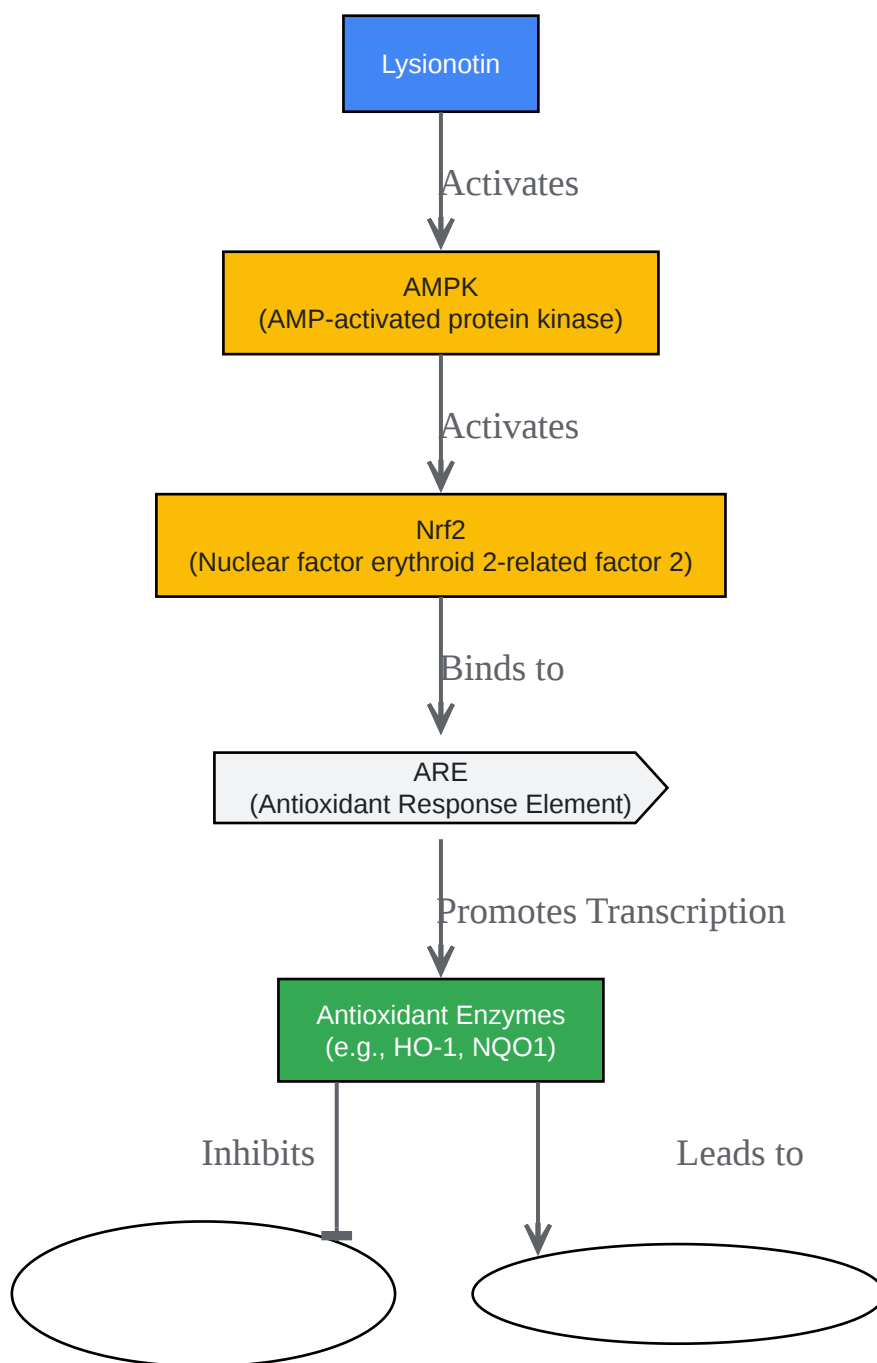 Lysionotin
Activates
AMPK
(AMP-activated protein kinase)
Activates
Nrf2
(Nuclear factor erythroid 2-related factor 2)
Binds to
ARE
(Antioxidant Response Element)
Promotes Transcription
Antioxidant Enzymes
(e.g., HO-1, NQO1)
Inhibits
Leads to